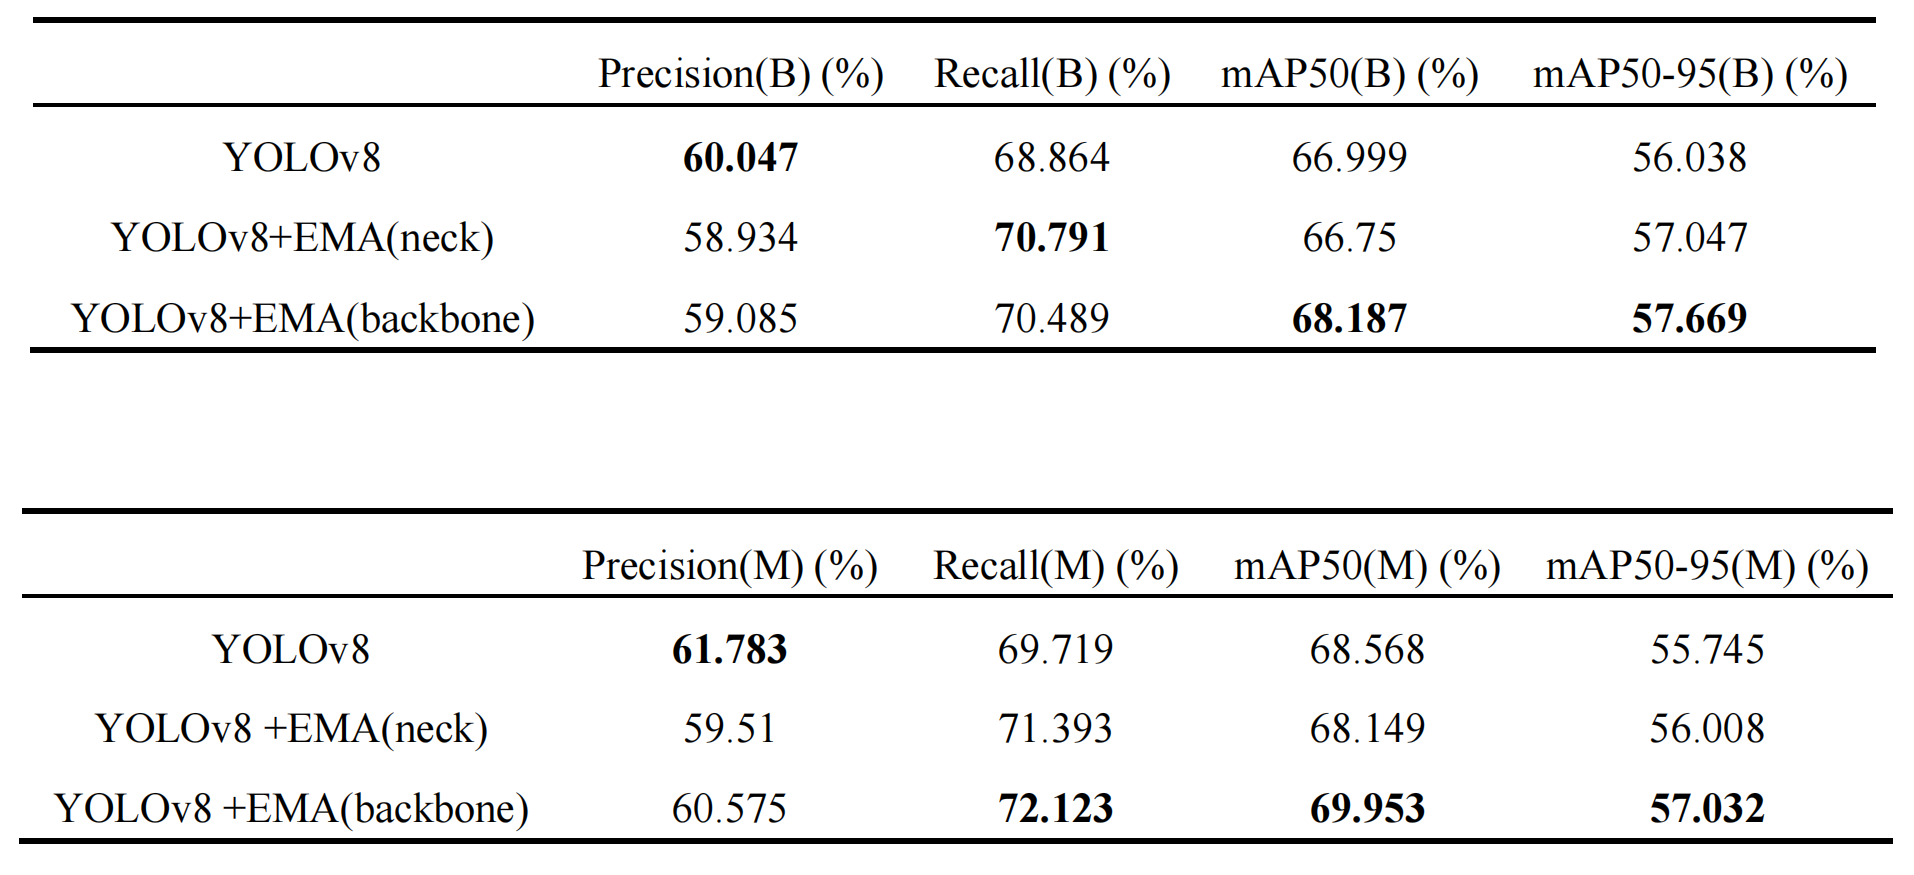 Precision(B) (%) Recall(B) (%) mAP50(B) (%) mAP50-95(B) (%)
YOLOv8 60.047 68.864 66.999 56.038
YOLOv8+EMA(neck) 58.934 70.791 66.75 57.047
YOLOv8+EMA(backbone) 59.085 70.489 68.187 57.669
Precision(M) (%) Recall(M) (%) mAP50(M) (%) mAP50-95(M) (%)
YOLOv8 61.783 69.719 68.568 55.745
YOLOv8 +EMA(neck) 59.51 71.393 68.149 56.008
YOLOv8 +EMA(backbone) 60.575 72.123 69.953 57.032